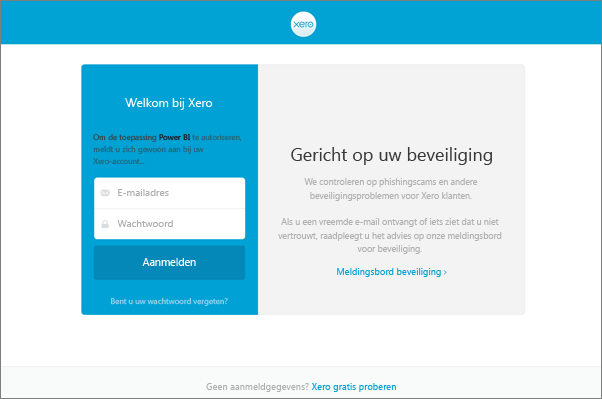 xero
Welkom bij Xero
Om de toepassing Power BI te autoriseren,
meldt u zich gewoon aan bij uw
Xero-account..
E-mailadres
Wachtwoord
Aanmelden
Bent u uw wachtwoord vergeten?
Gericht op uw beveiliging
We controleren op phishingscams en andere
beveiligingsproblemen voor Xero klanten.
Als u een vreemde e-mail ontvangt of iets ziet dat u niet
vertrouwt, raadpleegt u het advies op onze meldingsbord
voor beveiliging.
Meldingsbord beveiliging ›
Geen aanmeldgegevens? Xero gratis proberen